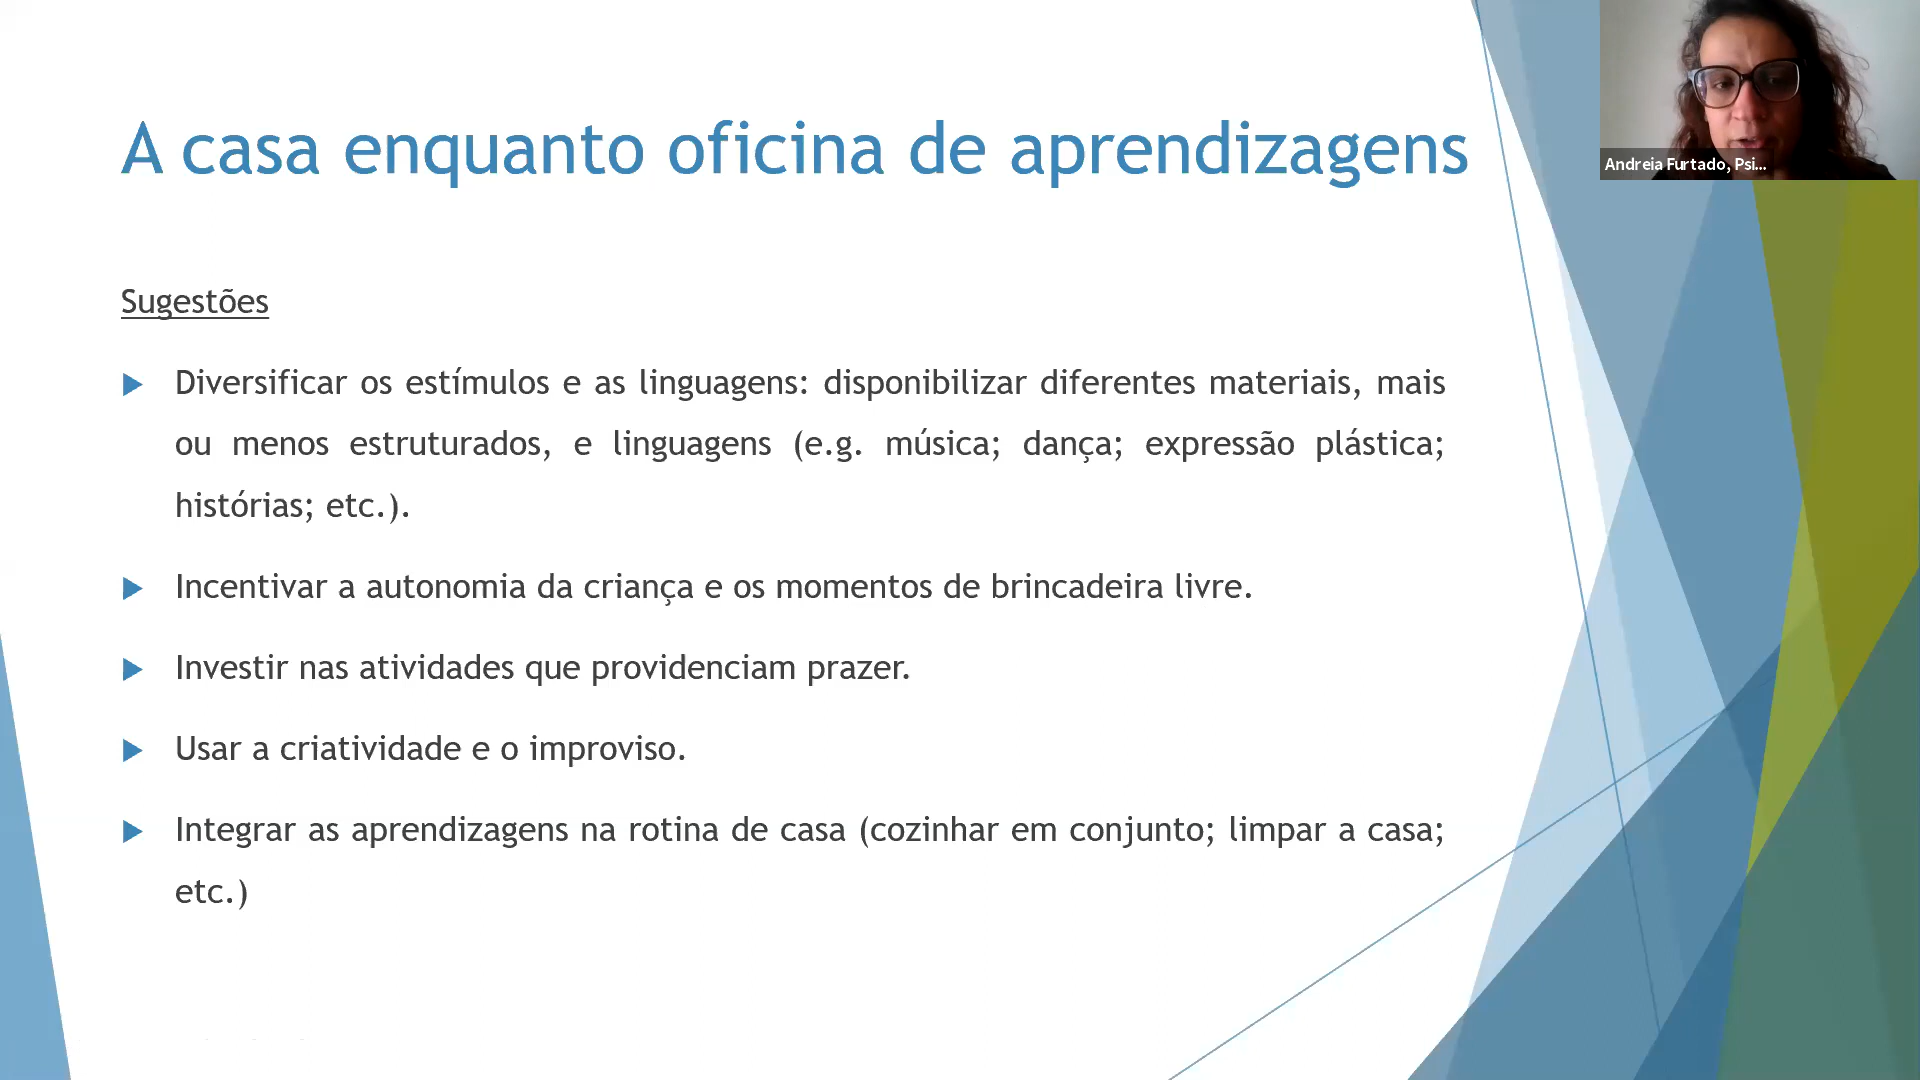 A casa enquanto oficina de aprendizagens
Andreia Furtado, Psi...
Sugestões
Diversificar os estímulos e as linguagens: disponibilizar diferentes materiais, mais
ou menos estruturados, e linguagens (e.g. música; dança; expressão plástica;
histórias; etc.).
Incentivar a autonomia da criança e os momentos de brincadeira livre.
Investir nas atividades que providenciam prazer.
Usar a criatividade e o improviso.
Integrar as aprendizagens na rotina de casa (cozinhar em conjunto; limpar a casa;
etc.)